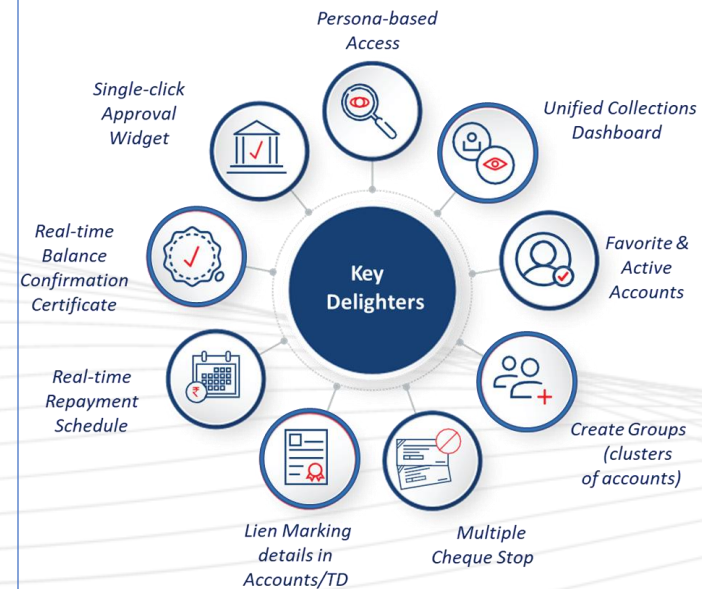 Persona-based
Access
Unified Collections
Dashboard
Favorite &
Active
Accounts
Create Groups
(clusters
of accounts)
Multiple
Cheque Stop
Lien Marking
details in
Accounts/TD
Real-time
Repayment
Schedule
₹
Real-time
Balance
Confirmation
Certificate
Single-click
Approval
Widget
Key
Delighters